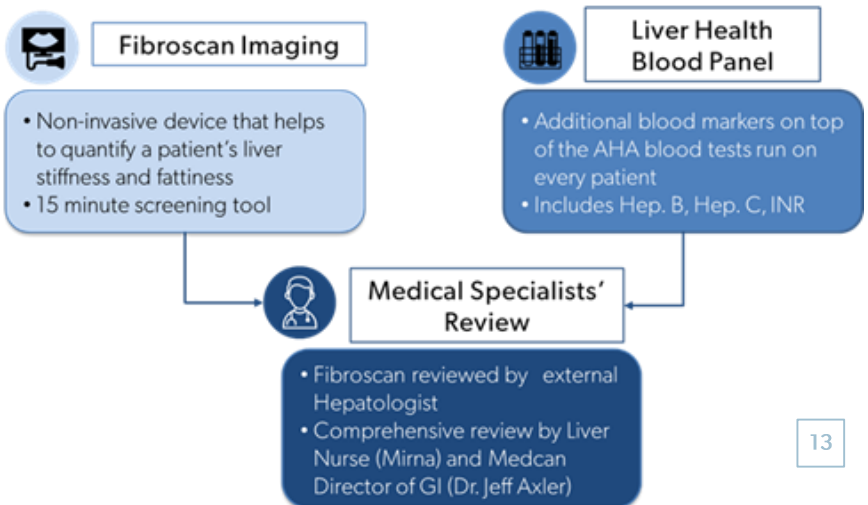 Fibroscan Imaging
• Non-invasive device that helps
to quantify a patient's liver
stiffness and fattiness
• 15 minute screening tool
Liver Health
Blood Panel
• Additional blood markers on top
of the AHA blood tests run on
every patient
• Includes Hep. B, Hep. C, INR
Medical Specialists'
Review
• Fibroscan reviewed by external
Hepatologist
• Comprehensive review by Liver
Nurse (Mirna) and Medcan
Director of GI (Dr. Jeff Axler)
13